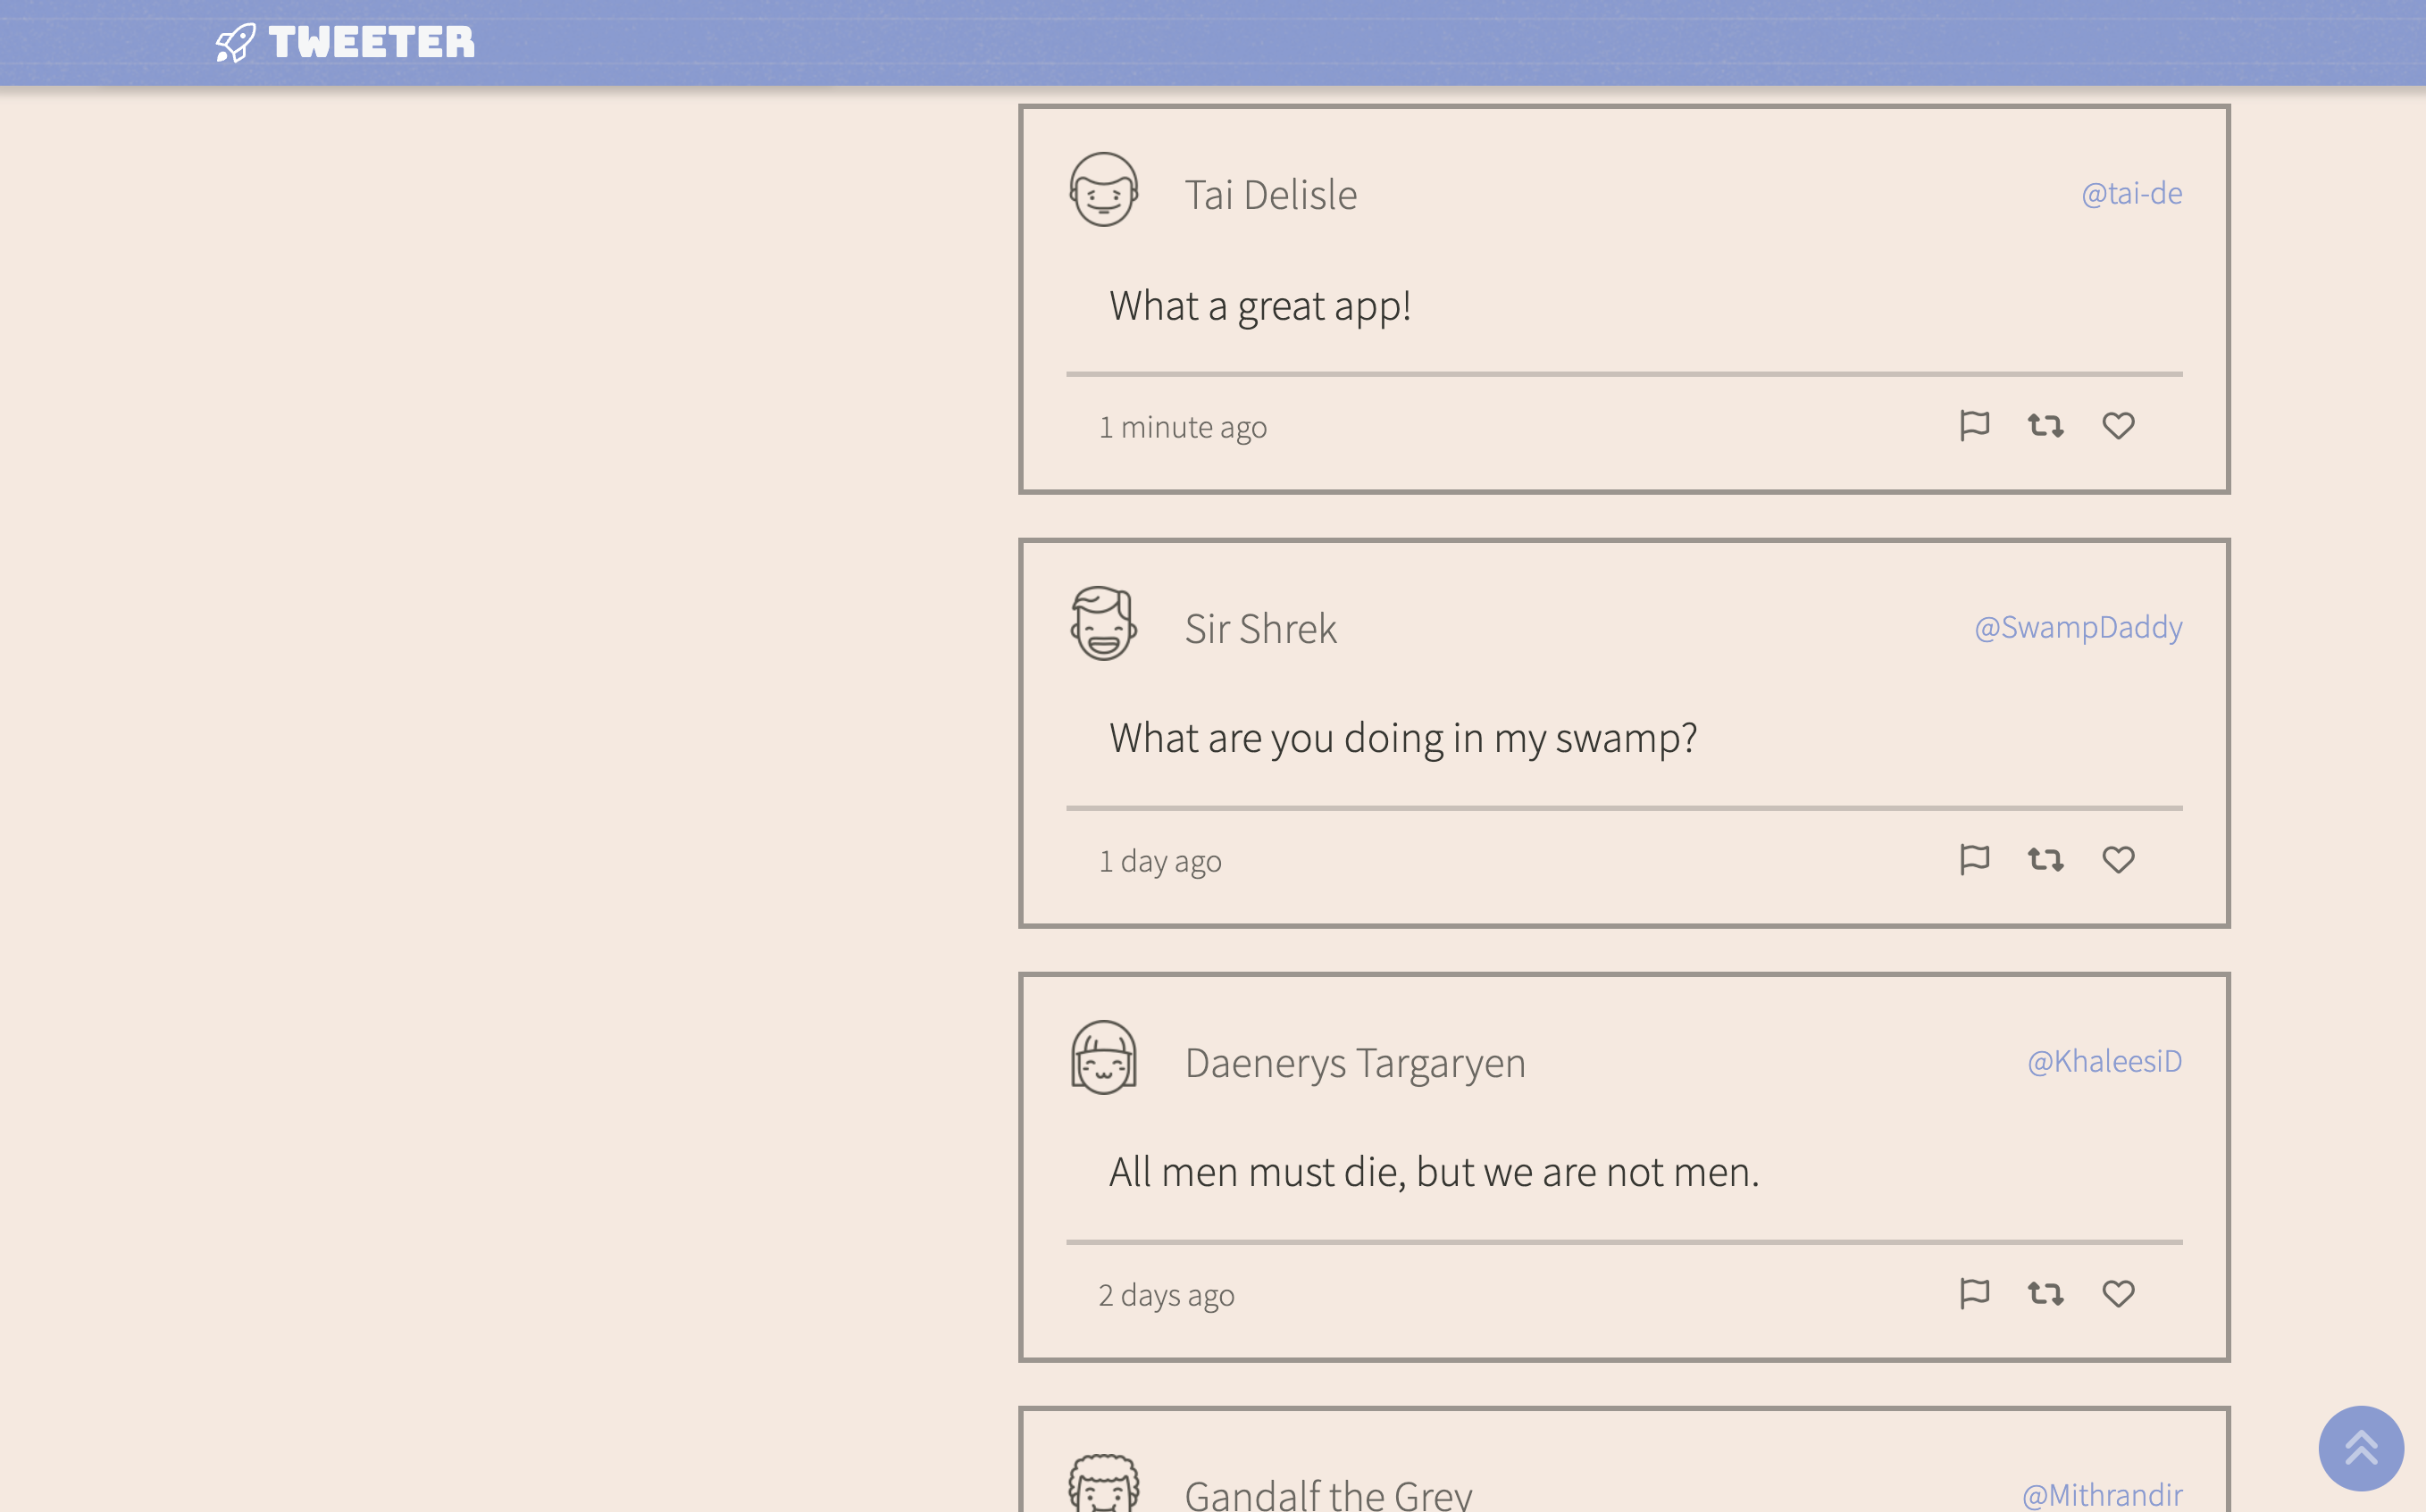 TWEETER
Tai Delisle
@tai-de
What a great app!
1 minute ago
Sir Shrek
@SwampDaddy
What are you doing in my swamp?
1 day ago
Daenerys Targaryen
@KhaleesiD
All men must die, but we are not men.
2 days ago
Gandalf the Grey
@Mithrandir